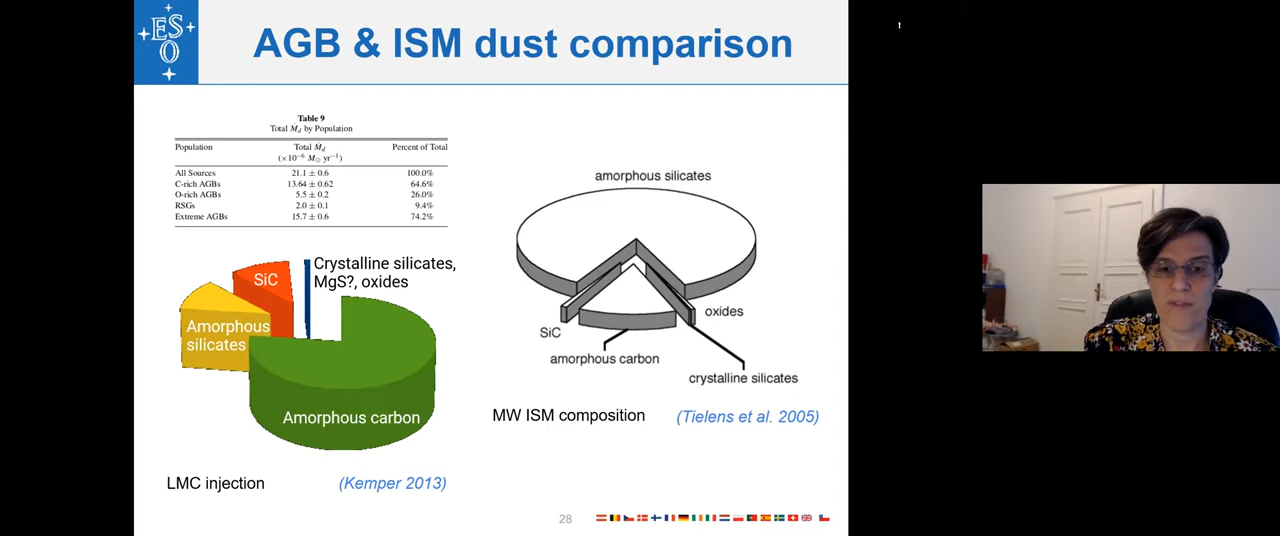 ES
O
AGB & ISM dust comparison
Table 9
Total Ṁd by Population
Population Total Ṁd Percent of Total
(×10⁻⁶ M⊙ yr⁻¹)
All Sources 21.1 ± 0.6 100.0%
C-rich AGBs 13.64 ± 0.62 64.6%
O-rich AGBs 5.5 ± 0.2 26.0%
RSGs 2.0 ± 0.1 9.4%
Extreme AGBs 15.7 ± 0.6 74.2%
Crystalline silicates,
MgS?, oxides
SiC
Amorphous
silicates
Amorphous carbon
LMC injection (Kemper 2013)
amorphous silicates
oxides
SiC
amorphous carbon
crystalline silicates
MW ISM composition (Tielens et al. 2005)
28